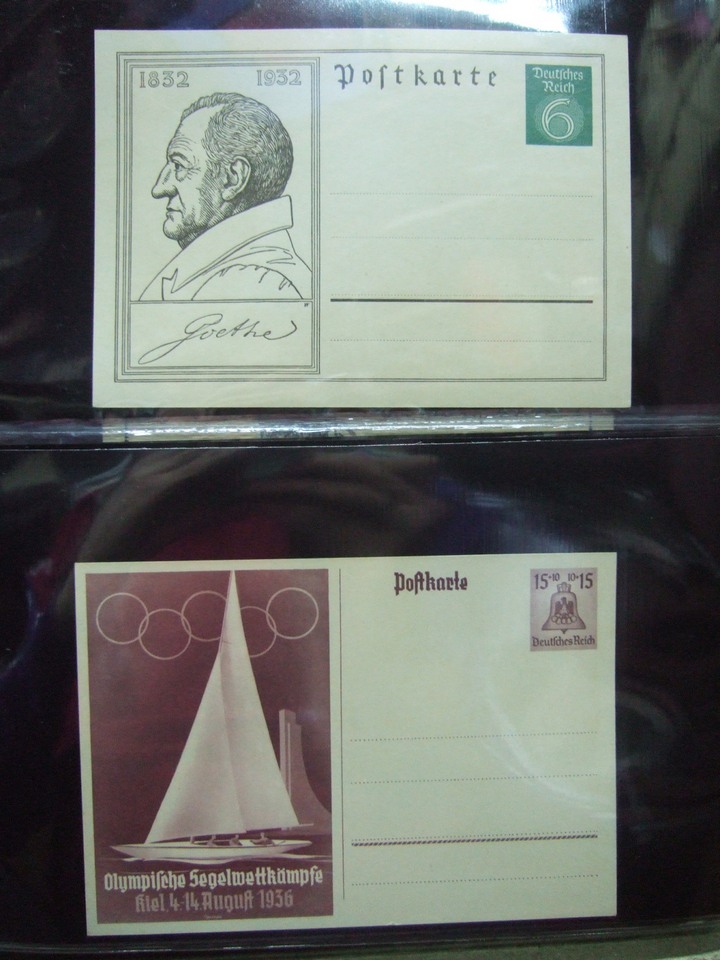 1832 1932
Poſtkarte
Deutſches
Reich
6
Goethe
Poſtkarte
15+10 10+15
Deutſches Reich
Olympiſche Segelwettkämpfe
Kiel 4.-14. Auguſt 1936